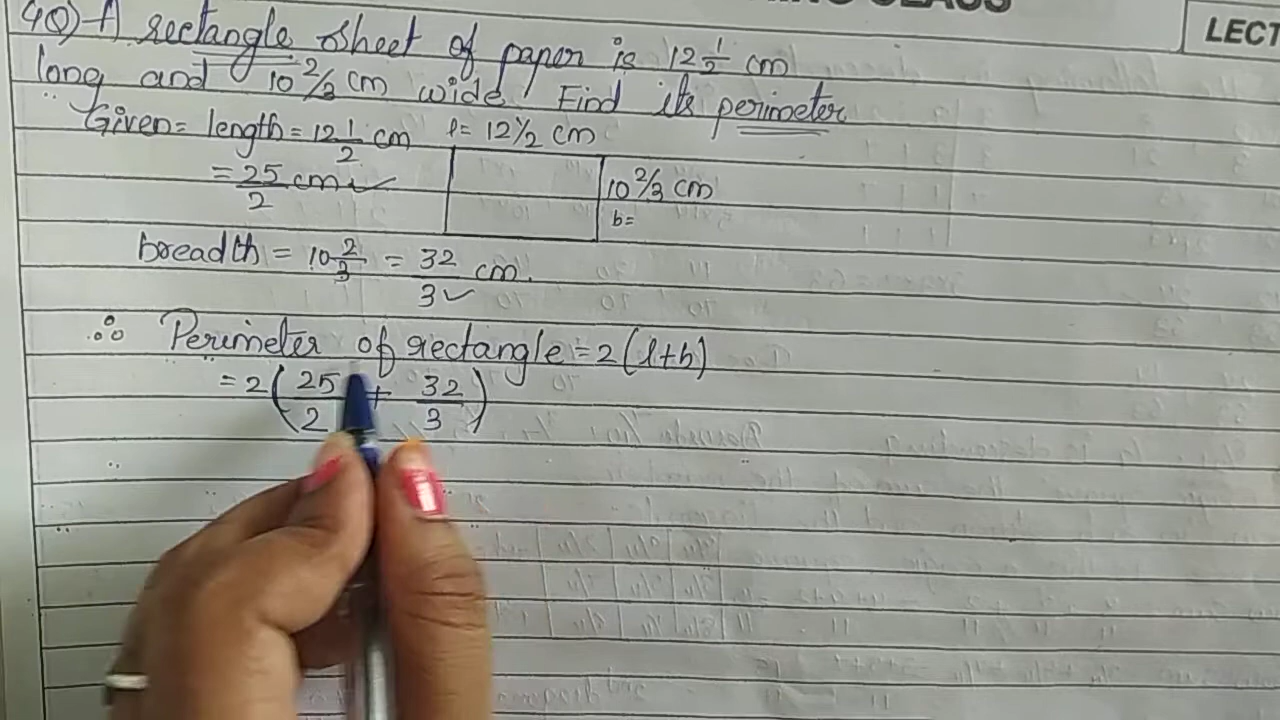 LECT
4Q) A rectangle sheet of paper is 12 1/2 cm
long and 10 2/3 cm wide. Find its perimeter
Given = length = 12 1/2 cm l = 12 1/2 cm
= 25/2 cm ✓ 10 2/3 cm
b=
breadth = 10 2/3 = 32/3 cm. ✓
∴ Perimeter of rectangle = 2(l+b)
= 2(25/2 + 32/3)